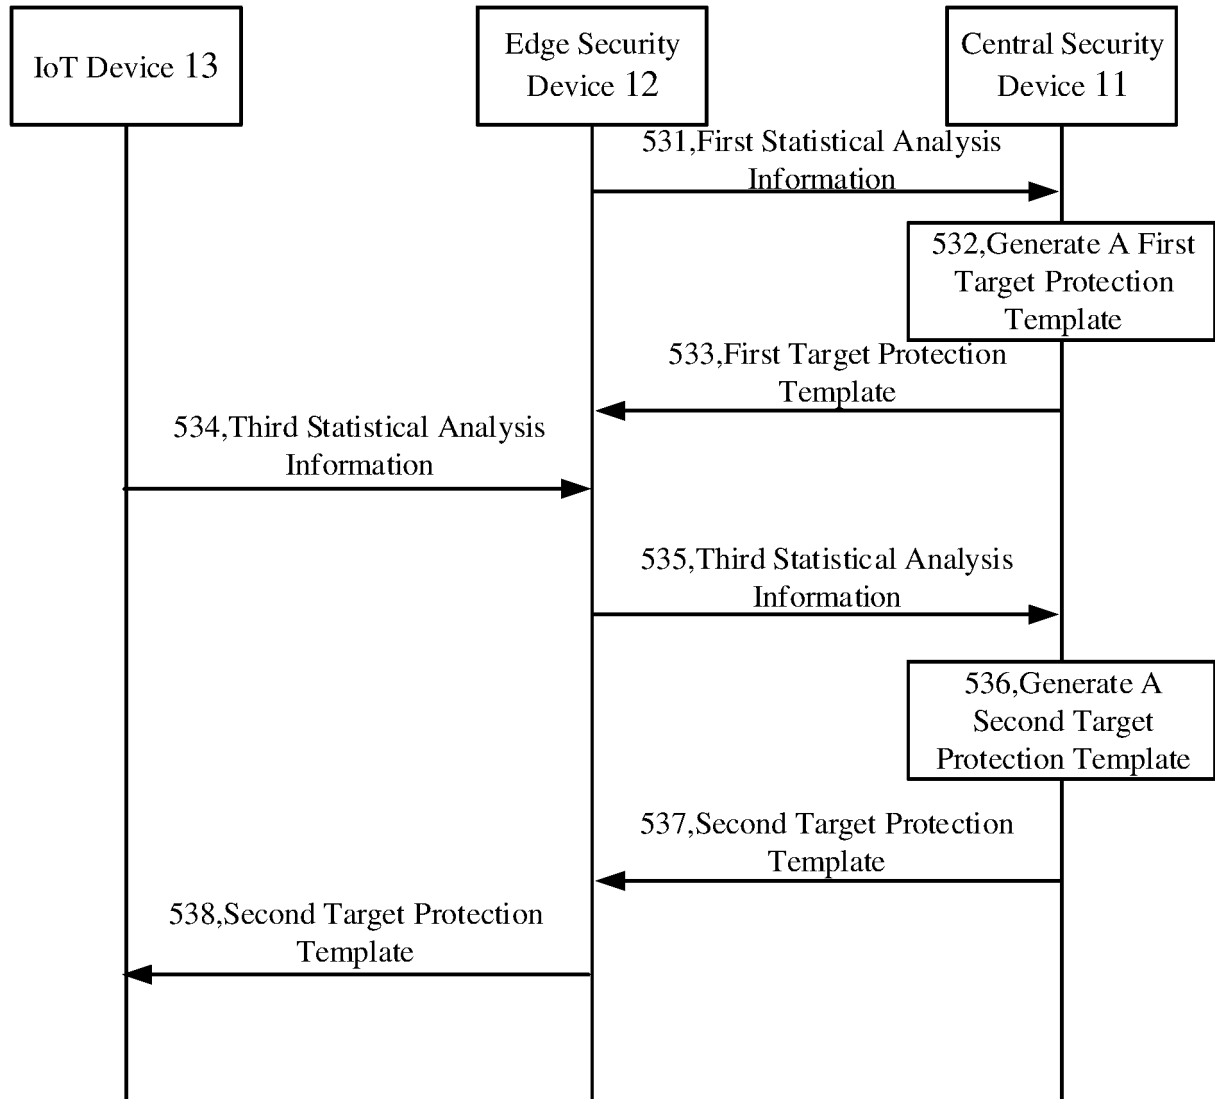 IoT Device 13
Edge Security
Device 12
Central Security
Device 11
531,First Statistical Analysis
Information
532,Generate A First
Target Protection
Template
533,First Target Protection
Template
534,Third Statistical Analysis
Information
535,Third Statistical Analysis
Information
536,Generate A
Second Target
Protection Template
537,Second Target Protection
Template
538,Second Target Protection
Template